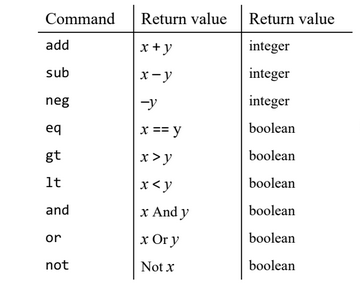 Command Return value Return value
add x + y integer
sub x − y integer
neg −y integer
eq x == y boolean
gt x > y boolean
lt x < y boolean
and x And y boolean
or x Or y boolean
not Not x boolean